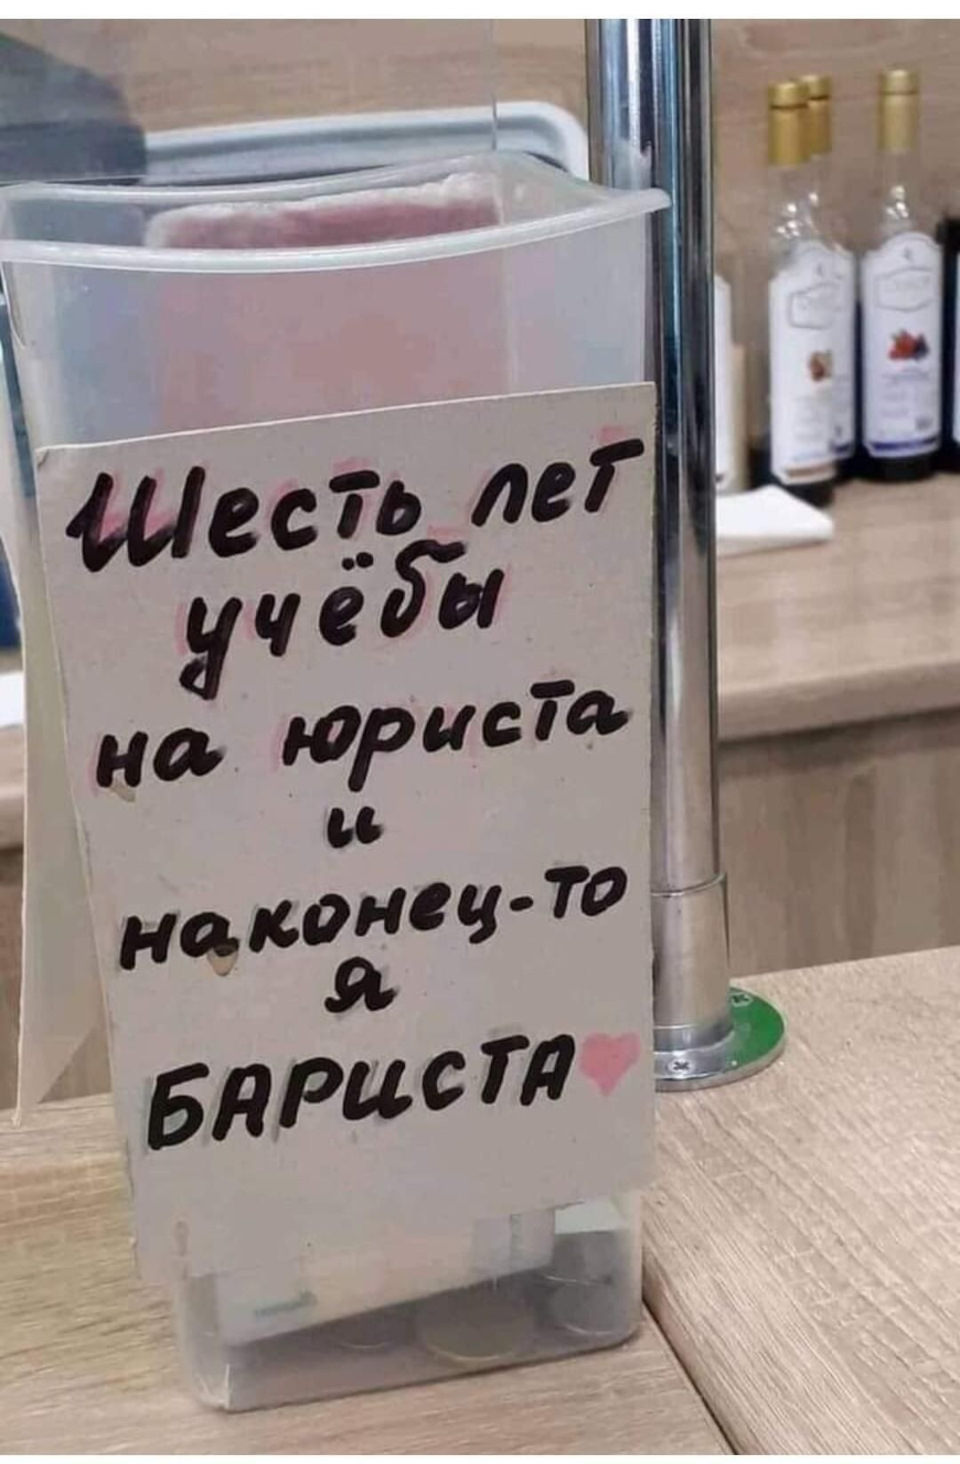 Шесть лет
учёбы
на юриста
и
наконец-то
я
БАРИСТА